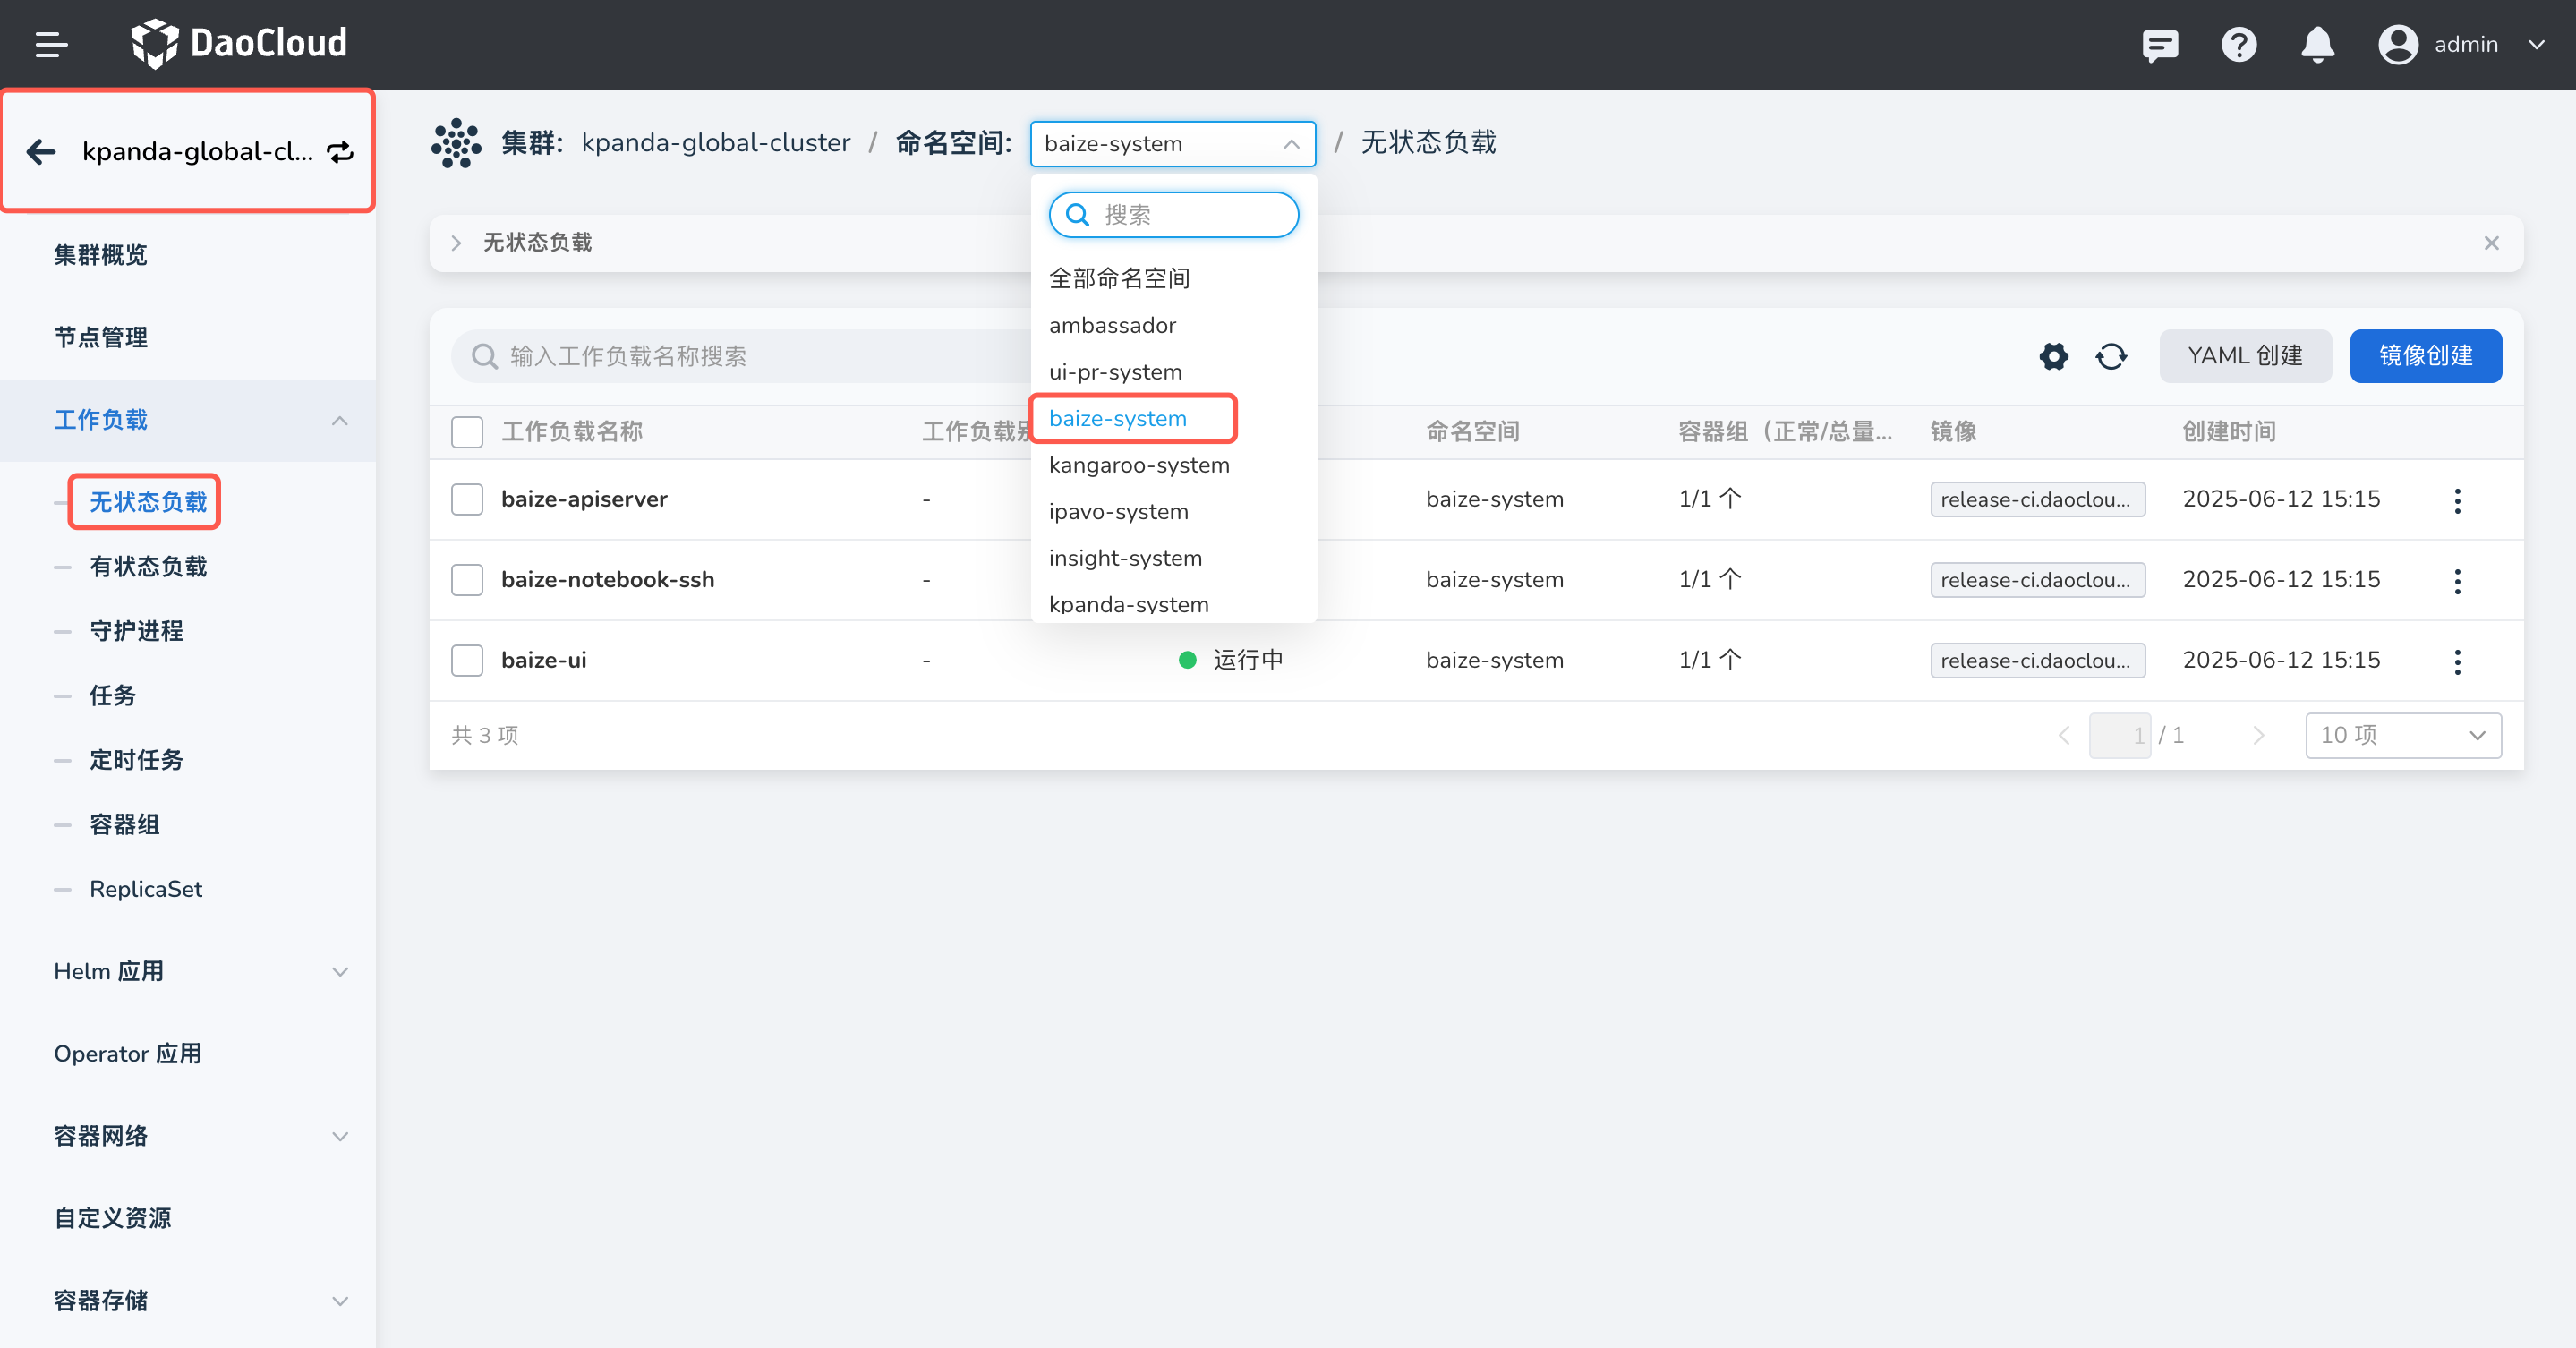 DaoCloud
admin
kpanda-global-cl...
集群: kpanda-global-cluster / 命名空间: baize-system / 无状态负载
搜索
全部命名空间
ambassador
ui-pr-system
baize-system
kangaroo-system
ipavo-system
insight-system
kpanda-system
集群概览
节点管理
工作负载
无状态负载
有状态负载
守护进程
任务
定时任务
容器组
ReplicaSet
Helm 应用
Operator 应用
容器网络
自定义资源
容器存储
无状态负载
输入工作负载名称搜索
YAML 创建
镜像创建
工作负载名称 工作负载 命名空间 容器组（正常/总量... 镜像 创建时间
baize-apiserver - baize-system 1/1 个 release-ci.daoclou... 2025-06-12 15:15
baize-notebook-ssh - baize-system 1/1 个 release-ci.daoclou... 2025-06-12 15:15
baize-ui - 运行中 baize-system 1/1 个 release-ci.daoclou... 2025-06-12 15:15
共 3 项
1 / 1
10 项